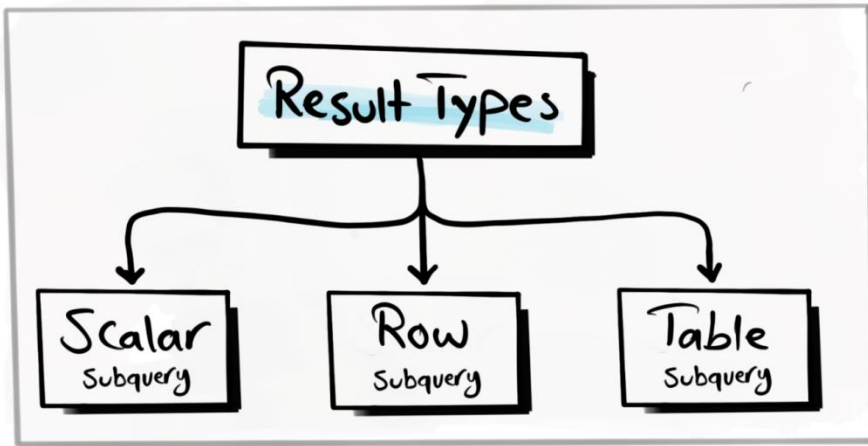 Result Types
Scalar
Subquery
Row
Subquery
Table
Subquery